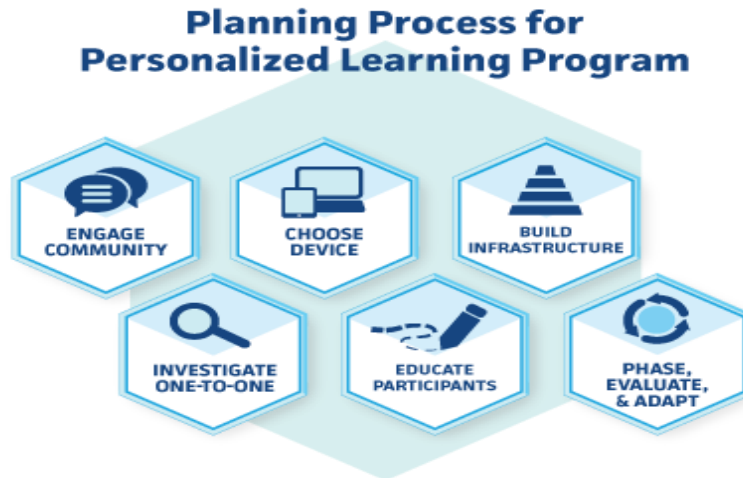 Planning Process for
Personalized Learning Program
ENGAGE
COMMUNITY
CHOOSE
DEVICE
BUILD
INFRASTRUCTURE
INVESTIGATE
ONE-TO-ONE
EDUCATE
PARTICIPANTS
PHASE,
EVALUATE,
& ADAPT